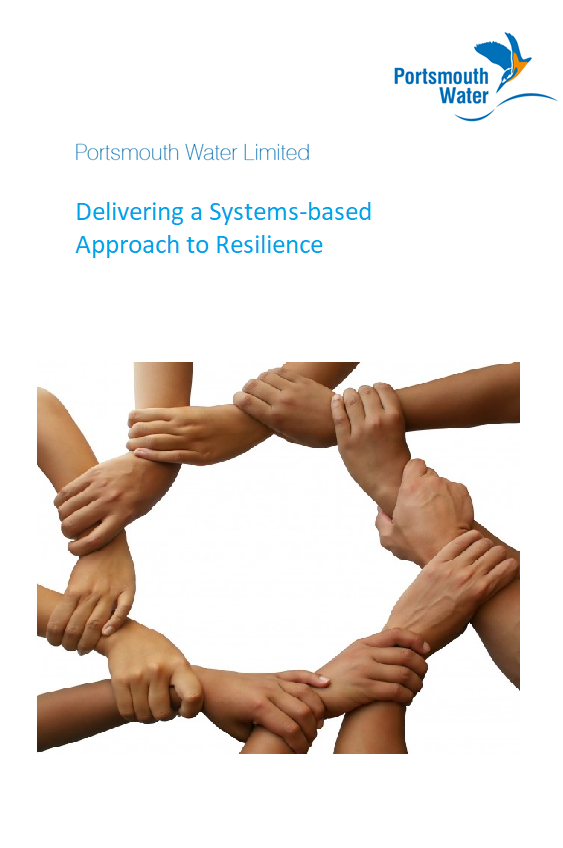 Portsmouth
Water
Portsmouth Water Limited
Delivering a Systems-based
Approach to Resilience